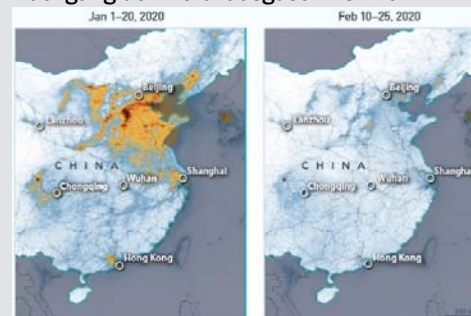 Jan 1–20, 2020
Feb 10–25, 2020
Beijing
Lanzhou
CHINA
Chongqing
Wuhan
Shanghai
Hong Kong
Beijing
Lanzhou
CHINA
Chongqing
Wuhan
Shanghai
Hong Kong